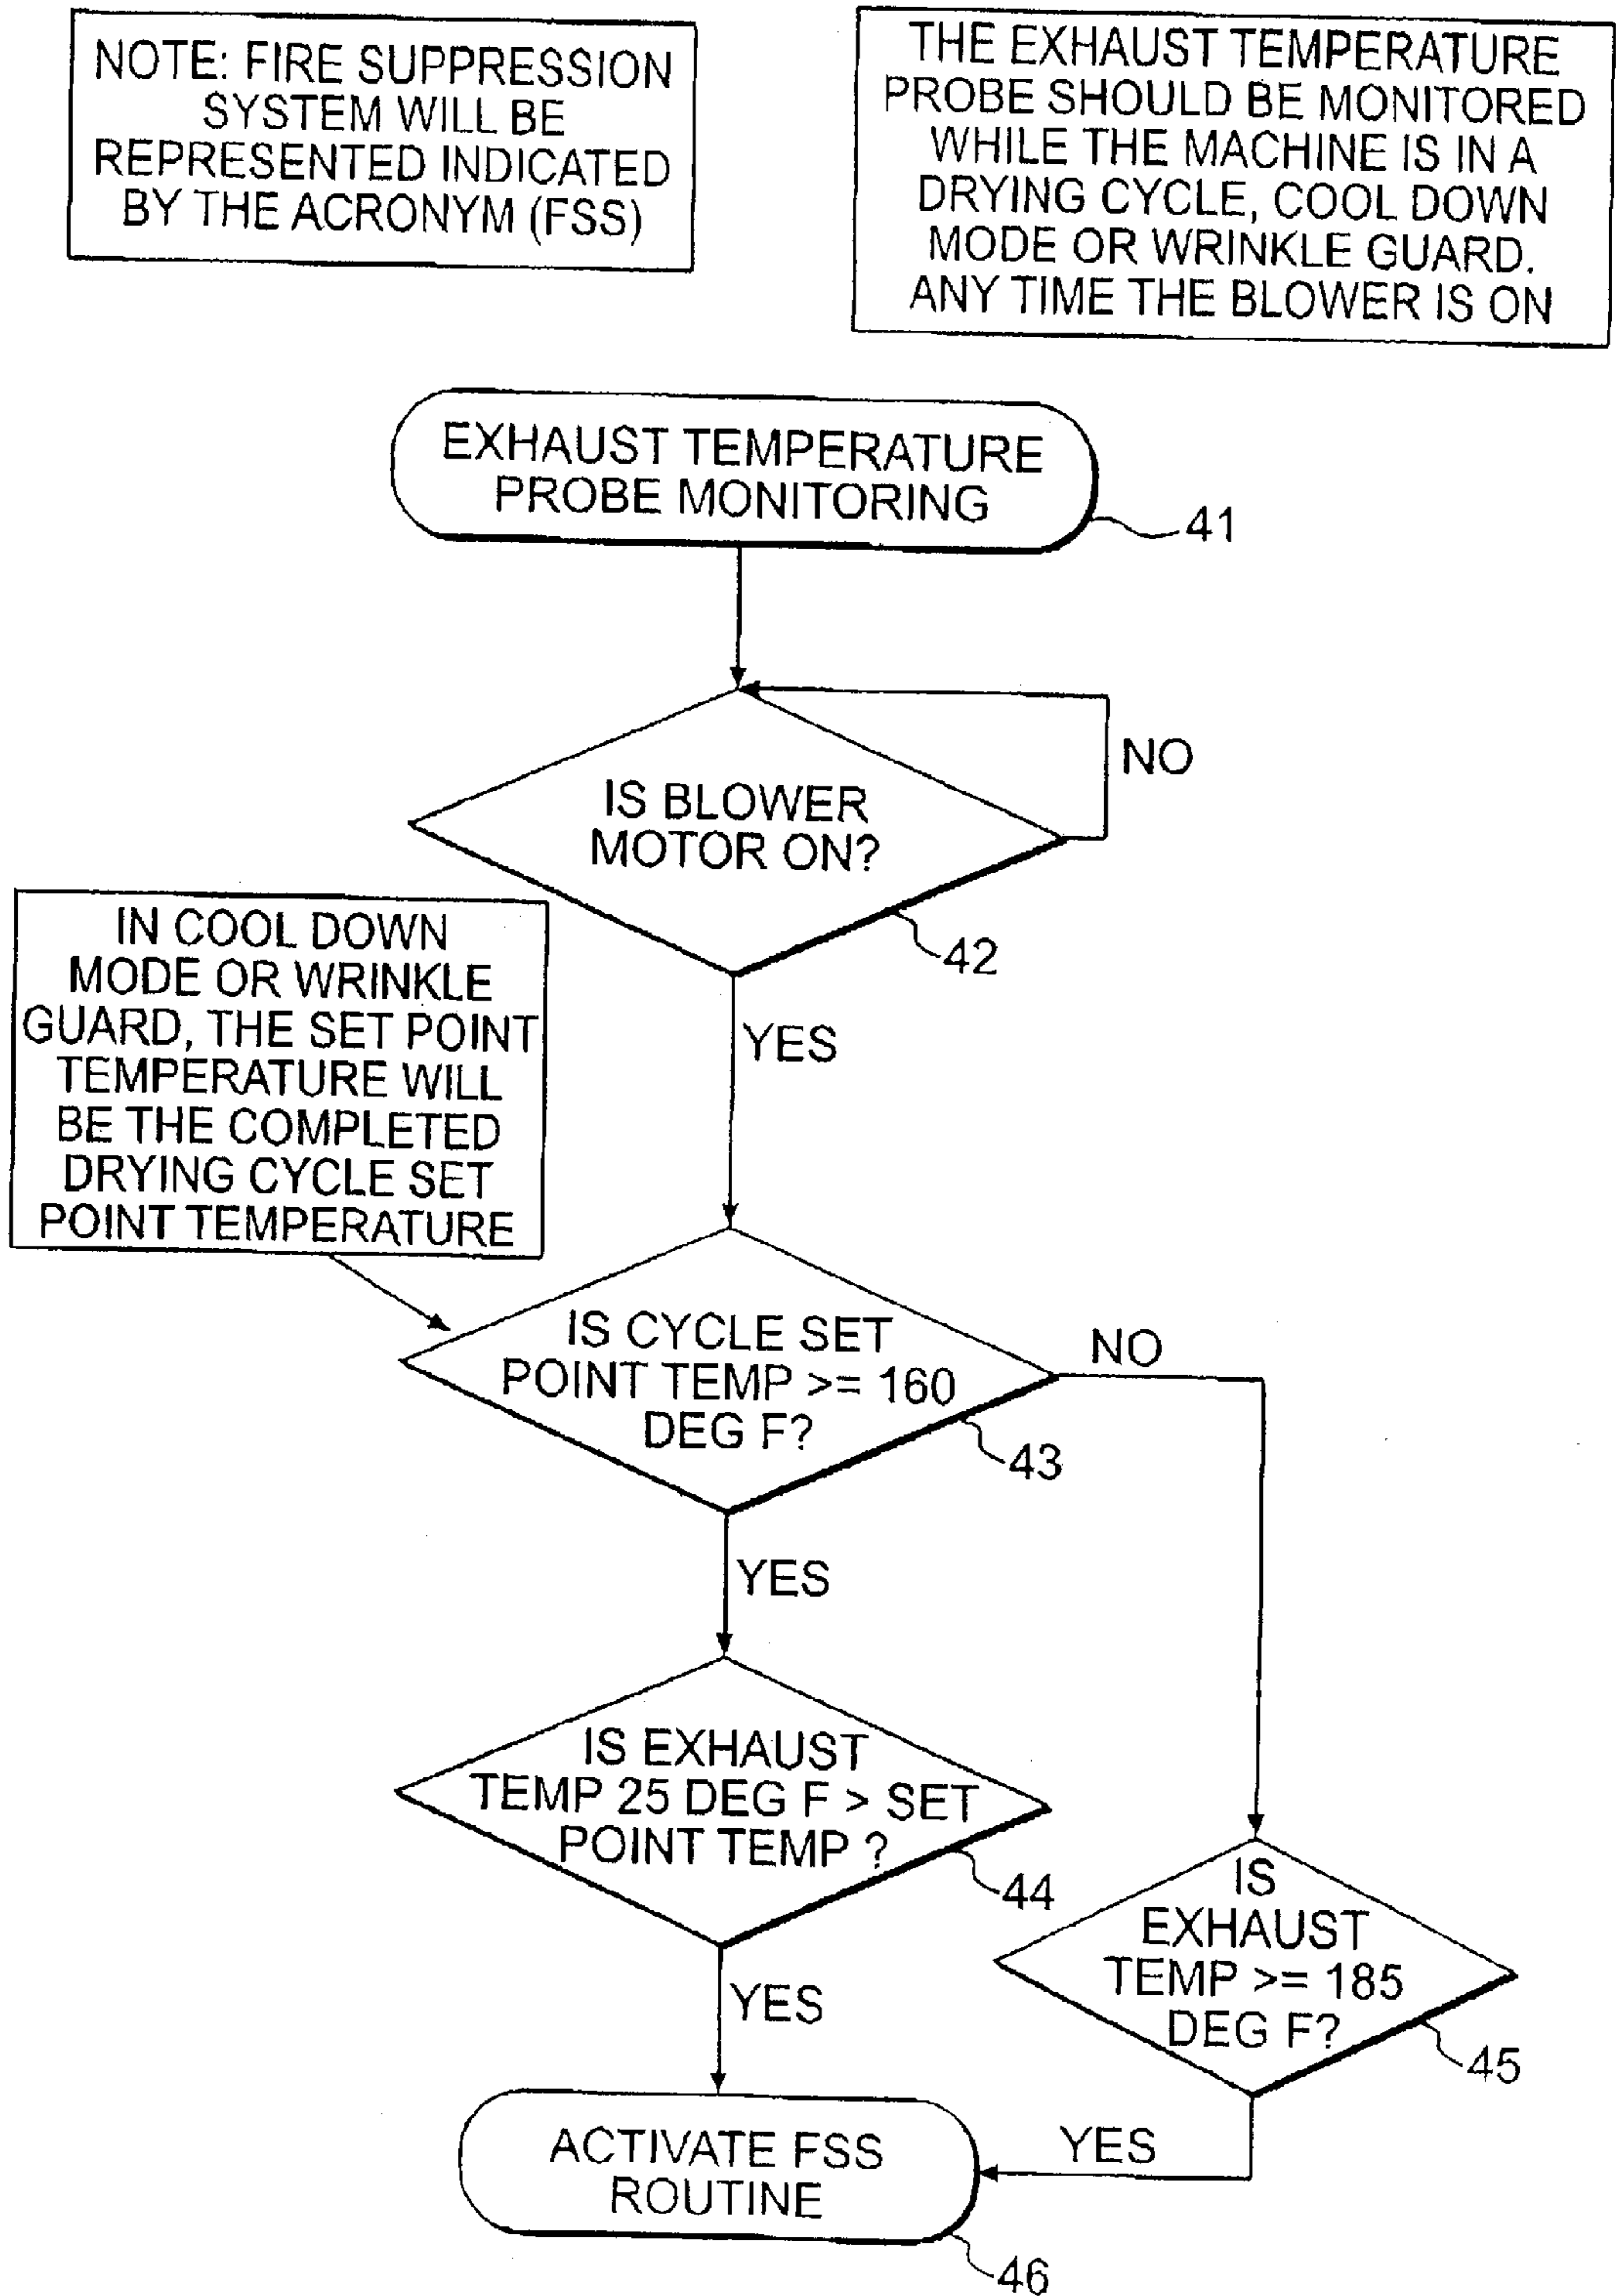 NOTE: FIRE SUPPRESSION
SYSTEM WILL BE
REPRESENTED INDICATED
BY THE ACRONYM (FSS)
THE EXHAUST TEMPERATURE
PROBE SHOULD BE MONITORED
WHILE THE MACHINE IS IN A
DRYING CYCLE, COOL DOWN
MODE OR WRINKLE GUARD.
ANY TIME THE BLOWER IS ON
EXHAUST TEMPERATURE
PROBE MONITORING
41
NO
IS BLOWER
MOTOR ON?
42
IN COOL DOWN
MODE OR WRINKLE
GUARD, THE SET POINT
TEMPERATURE WILL
BE THE COMPLETED
DRYING CYCLE SET
POINT TEMPERATURE
YES
IS CYCLE SET
POINT TEMP >= 160
DEG F?
NO
43
YES
IS EXHAUST
TEMP 25 DEG F > SET
POINT TEMP ?
44
IS
EXHAUST
TEMP >= 185
DEG F?
45
YES
YES
ACTIVATE FSS
ROUTINE
46